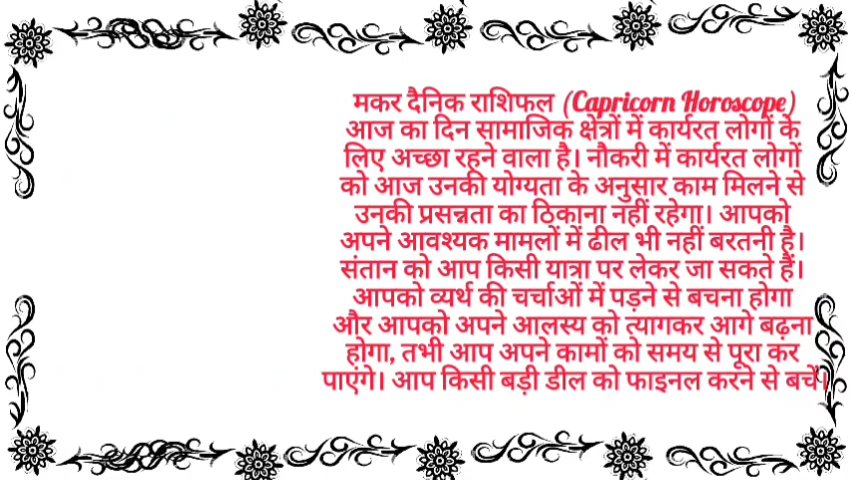 मकर दैनिक राशिफल (Capricorn Horoscope)
आज का दिन सामाजिक क्षेत्रों में कार्यरत लोगों के
लिए अच्छा रहने वाला है। नौकरी में कार्यरत लोगों
को आज उनकी योग्यता के अनुसार काम मिलने से
उनकी प्रसन्नता का ठिकाना नहीं रहेगा। आपको
अपने आवश्यक मामलों में ढील भी नहीं बरतनी है।
संतान को आप किसी यात्रा पर लेकर जा सकते हैं।
आपको व्यर्थ की चर्चाओं में पड़ने से बचना होगा
और आपको अपने आलस्य को त्यागकर आगे बढ़ना
होगा, तभी आप अपने कामों को समय से पूरा कर
पाएंगे। आप किसी बड़ी डील को फाइनल करने से बचें।